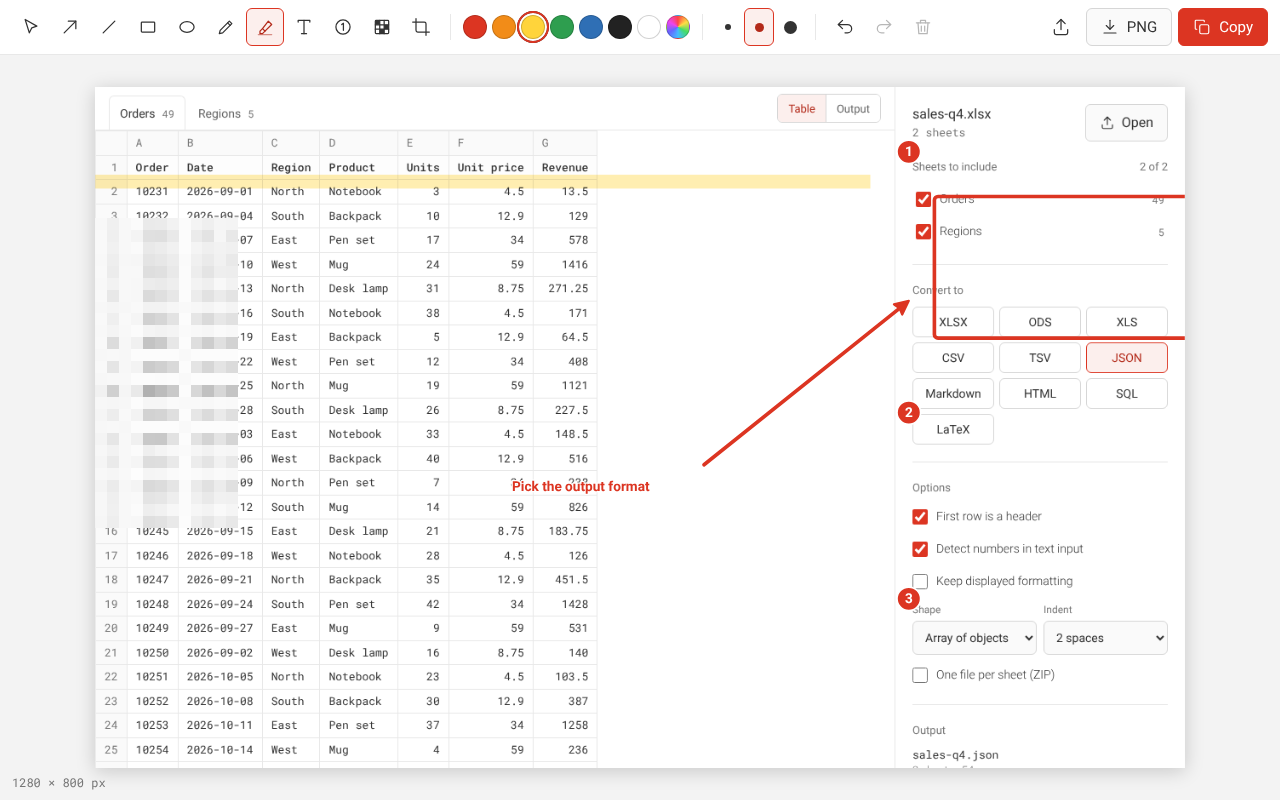 PNG
Copy
Orders 49
Regions 5
Table
Output
A B C D E F G
1 Order Date Region Product Units Unit price Revenue
2 10231 2026-09-01 North Notebook 3 4.5 13.5
3 10232 2026-09-04 South Backpack 10 12.9 129
07 East Pen set 17 34 578
10 West Mug 24 59 1416
13 North Desk lamp 31 8.75 271.25
16 South Notebook 38 4.5 171
19 East Backpack 5 12.9 64.5
22 West Pen set 12 34 408
25 North Mug 19 59 1121
28 South Desk lamp 26 8.75 227.5
03 East Notebook 33 4.5 148.5
06 West Backpack 40 12.9 516
09 North Pen set 7
Pick the output format
12 South Mug 14 59 826
16 10245 2026-09-15 East Desk lamp 21 8.75 183.75
17 10246 2026-09-18 West Notebook 28 4.5 126
18 10247 2026-09-21 North Backpack 35 12.9 451.5
19 10248 2026-09-24 South Pen set 42 34 1428
20 10249 2026-09-27 East Mug 9 59 531
21 10250 2026-09-02 West Desk lamp 16 8.75 140
22 10251 2026-10-05 North Notebook 23 4.5 103.5
23 10252 2026-10-08 South Backpack 30 12.9 387
24 10253 2026-10-11 East Pen set 37 34 1258
25 10254 2026-10-14 West Mug 4 59 236
sales-q4.xlsx
2 sheets
Open
1
Sheets to include 2 of 2
Orders 49
Regions 5
Convert to
XLSX ODS XLS
CSV TSV JSON
Markdown HTML SQL
2
LaTeX
Options
First row is a header
Detect numbers in text input
Keep displayed formatting
3
Shape Indent
Array of objects 2 spaces
One file per sheet (ZIP)
Output
sales-q4.json
1280 × 800 px